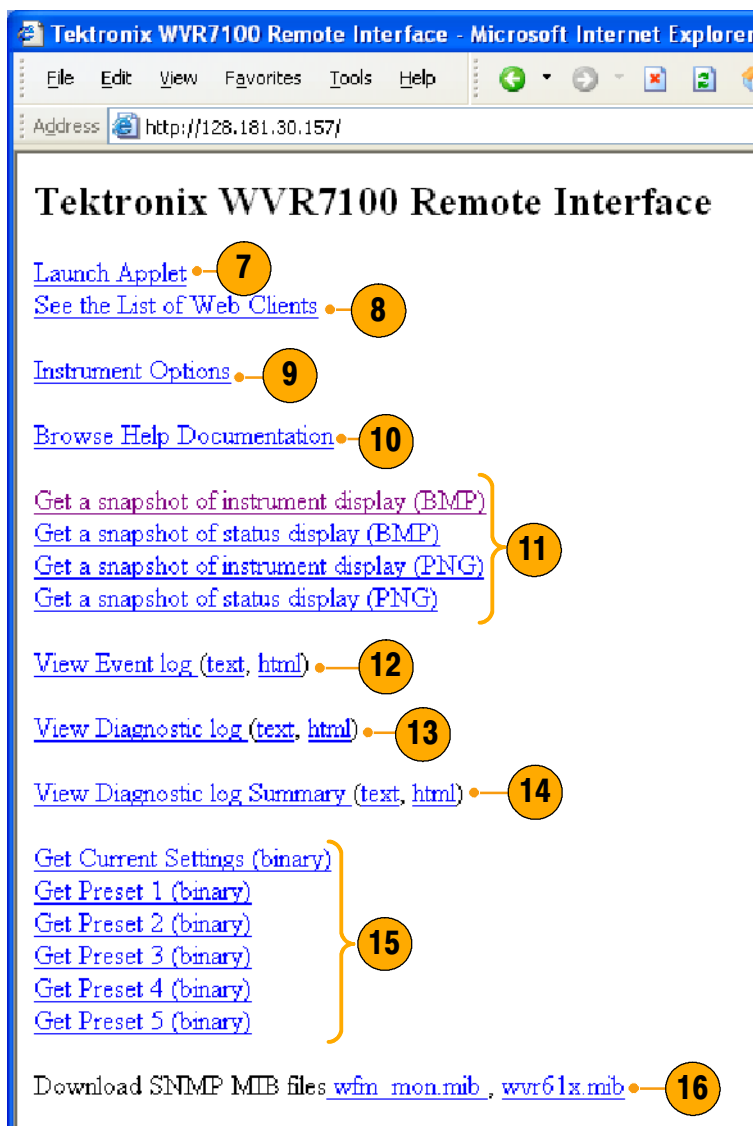 Tektronix WVR7100 Remote Interface - Microsoft Internet Explorer
File Edit View Favorites Tools Help
Address http://128.181.30.157/
Tektronix WVR7100 Remote Interface
Launch Applet 7
See the List of Web Clients 8
Instrument Options 9
Browse Help Documentation 10
Get a snapshot of instrument display (BMP)
Get a snapshot of status display (BMP)
11
Get a snapshot of instrument display (PNG)
Get a snapshot of status display (PNG)
View Event log (text, html) 12
View Diagnostic log (text, html) 13
View Diagnostic log Summary (text, html) 14
Get Current Settings (binary)
Get Preset 1 (binary)
Get Preset 2 (binary)
15
Get Preset 3 (binary)
Get Preset 4 (binary)
Get Preset 5 (binary)
Download SNMP MIB files wfm_mon.mib , wvr61x.mib 16